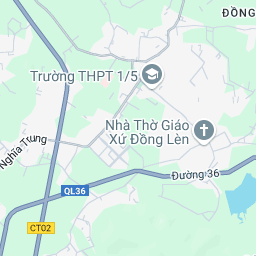 ĐỒNG
Trường THPT 1/5
Nhà Thờ Giáo
Xứ Đồng Lèn
Nghĩa Trung
Đường 36
QL36
CT02